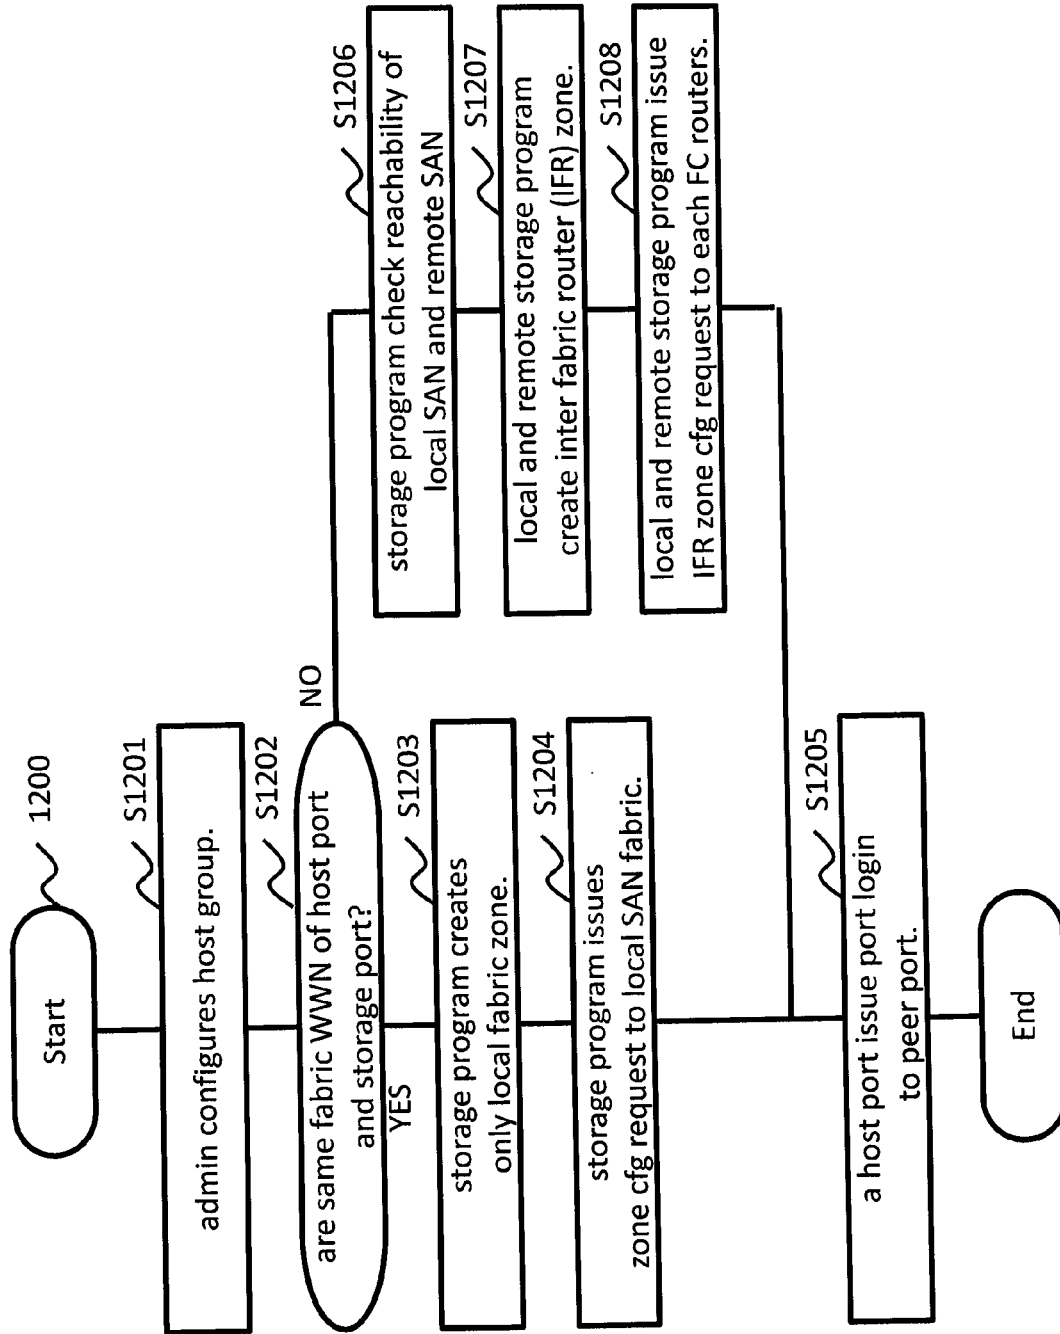 1200
Start
S1201
admin configures host group.
S1202
are same fabric WWN of host port
and storage port?
YES
NO
S1203
storage program creates
only local fabric zone.
S1204
storage program issues
zone cfg request to local SAN fabric.
S1206
storage program check reachability of
local SAN and remote SAN
S1207
local and remote storage program
create inter fabric router (IFR) zone.
S1208
local and remote storage program issue
IFR zone cfg request to each FC routers.
S1205
a host port issue port login
to peer port.
End